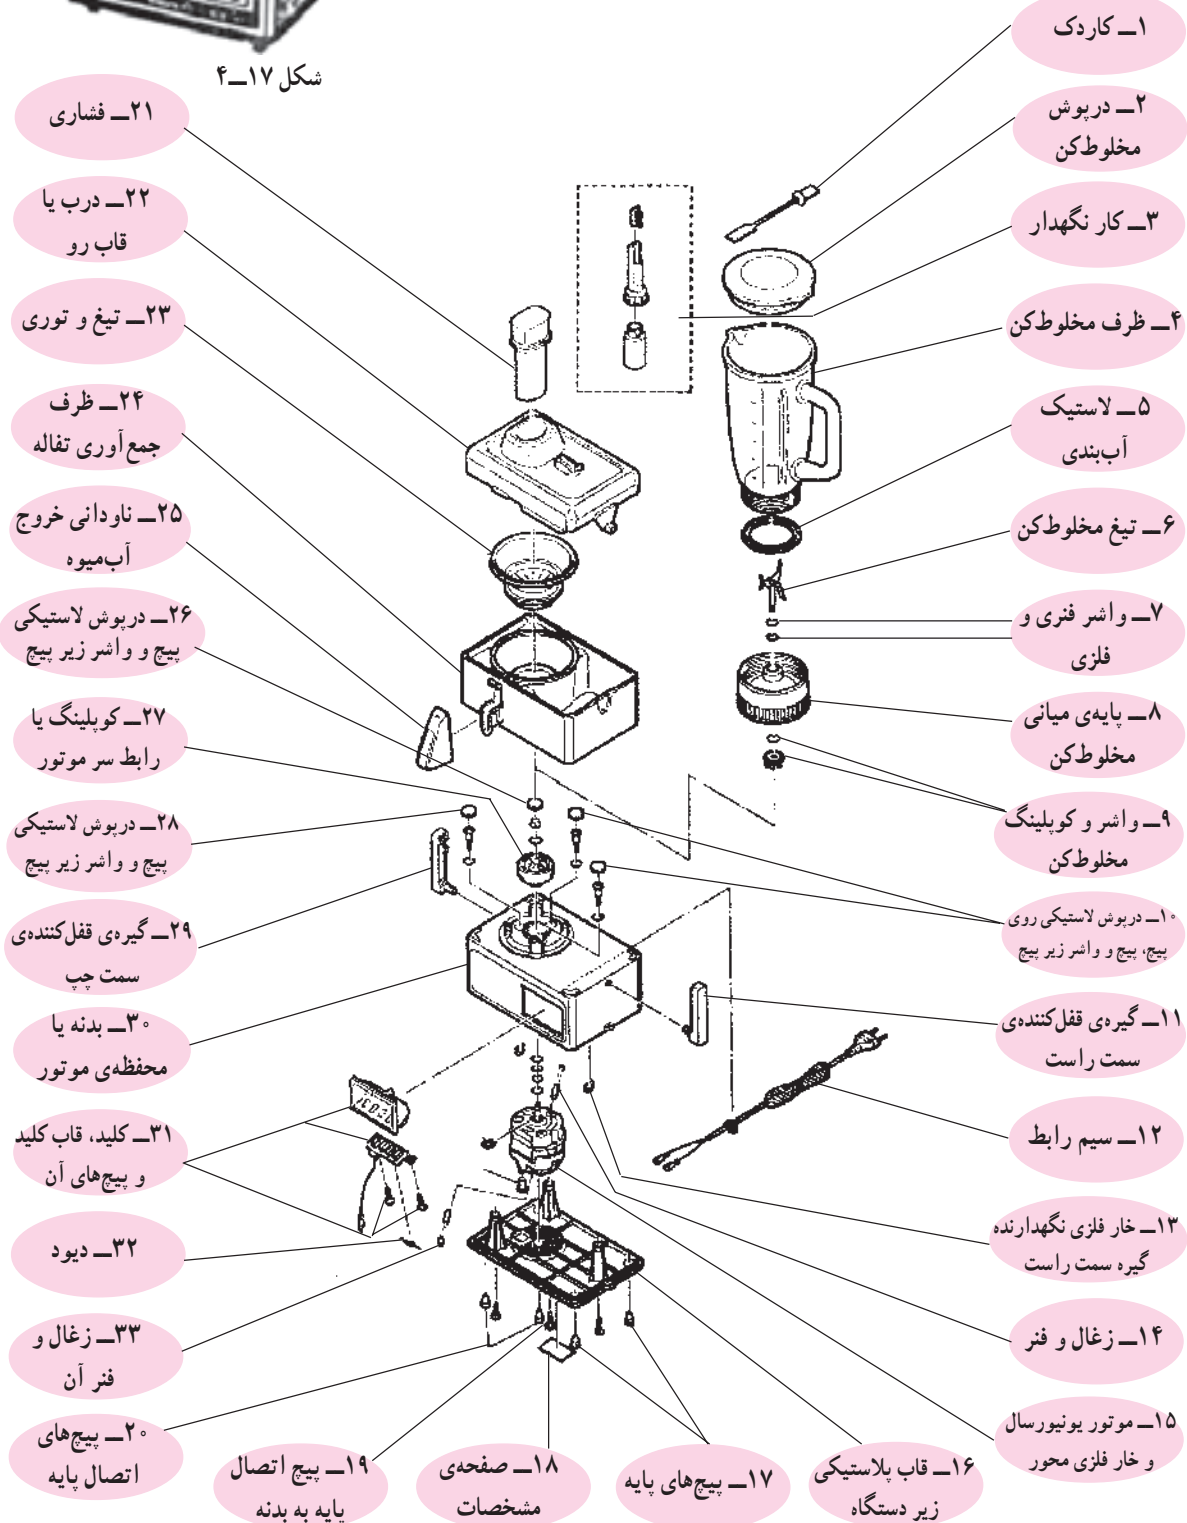 شکل ۱۷ــ۴
۱ــ کاردک
۲ــ درپوش
مخلوط‌کن
۳ــ کار نگهدار
۴ــ ظرف مخلوط‌کن
۵ــ لاستیک
آب‌بندی
۶ــ تیغ مخلوط‌کن
۷ــ واشر فنری و
فلزی
۸ــ پایه‌ی میانی
مخلوط‌کن
۹ــ واشر و کوپلینگ
مخلوط‌کن
۱۰ــ درپوش لاستیکی روی
پیچ، پیچ و واشر زیر پیچ
۱۱ــ گیره‌ی قفل‌کننده‌ی
سمت راست
۱۲ــ سیم رابط
۱۳ــ خار فلزی نگهدارنده
گیره سمت راست
۱۴ــ زغال و فنر
۱۵ــ موتور یونیورسال
و خار فلزی محور
۱۶ــ قاب پلاستیکی
زیر دستگاه
۱۷ــ پیچ‌های پایه
۱۸ــ صفحه‌ی
مشخصات
۱۹ــ پیچ اتصال
پایه به بدنه
۲۰ــ پیچ‌های
اتصال پایه
۲۱ــ فشاری
۲۲ــ درب یا
قاب رو
۲۳ــ تیغ و توری
۲۴ــ ظرف
جمع‌آوری تفاله
۲۵ــ ناودانی خروج
آب‌میوه
۲۶ــ درپوش لاستیکی
پیچ و واشر زیر پیچ
۲۷ــ کوپلینگ یا
رابط سر موتور
۲۸ــ درپوش لاستیکی
پیچ و واشر زیر پیچ
۲۹ــ گیره‌ی قفل‌کننده‌ی
سمت چپ
۳۰ــ بدنه یا
محفظه‌ی موتور
۳۱ــ کلید، قاب کلید
و پیچ‌های آن
۳۲ــ دیود
۳۳ــ زغال و
فنر آن